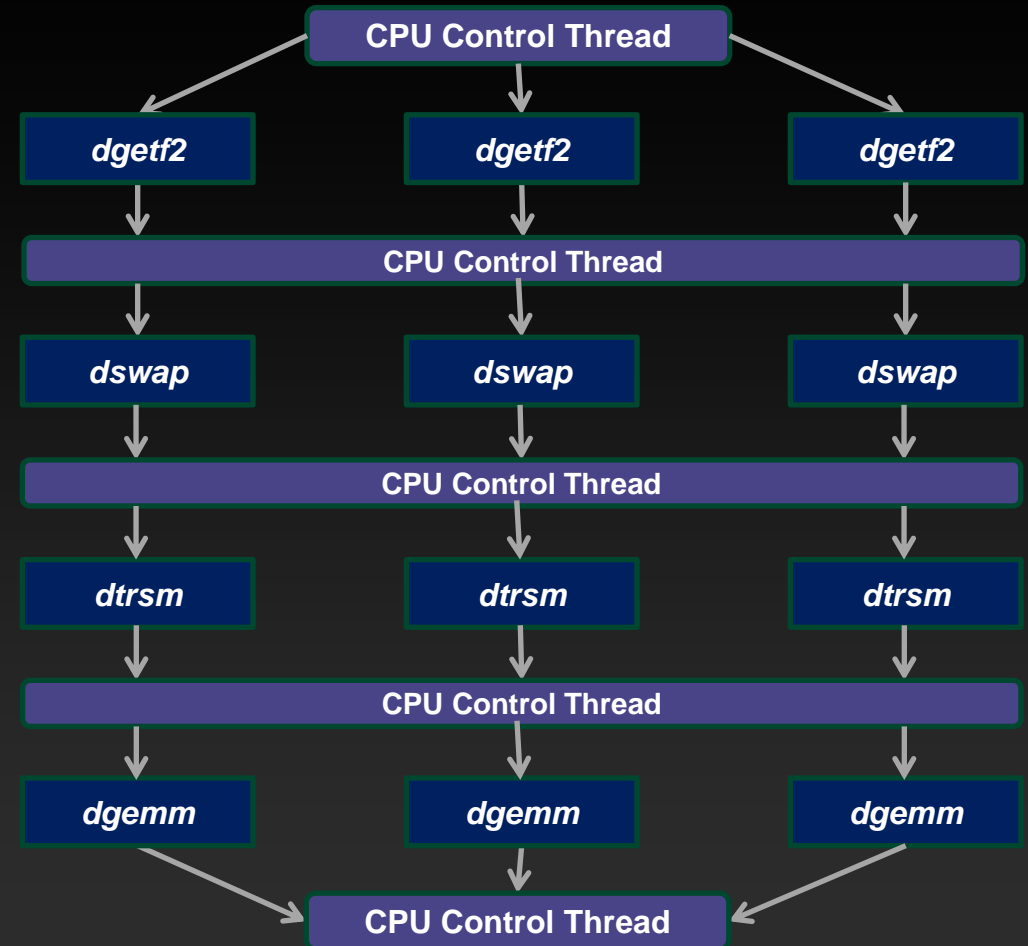 CPU Control Thread
dgetf2 dgetf2 dgetf2
CPU Control Thread
dswap dswap dswap
CPU Control Thread
dtrsm dtrsm dtrsm
CPU Control Thread
dgemm dgemm dgemm
CPU Control Thread